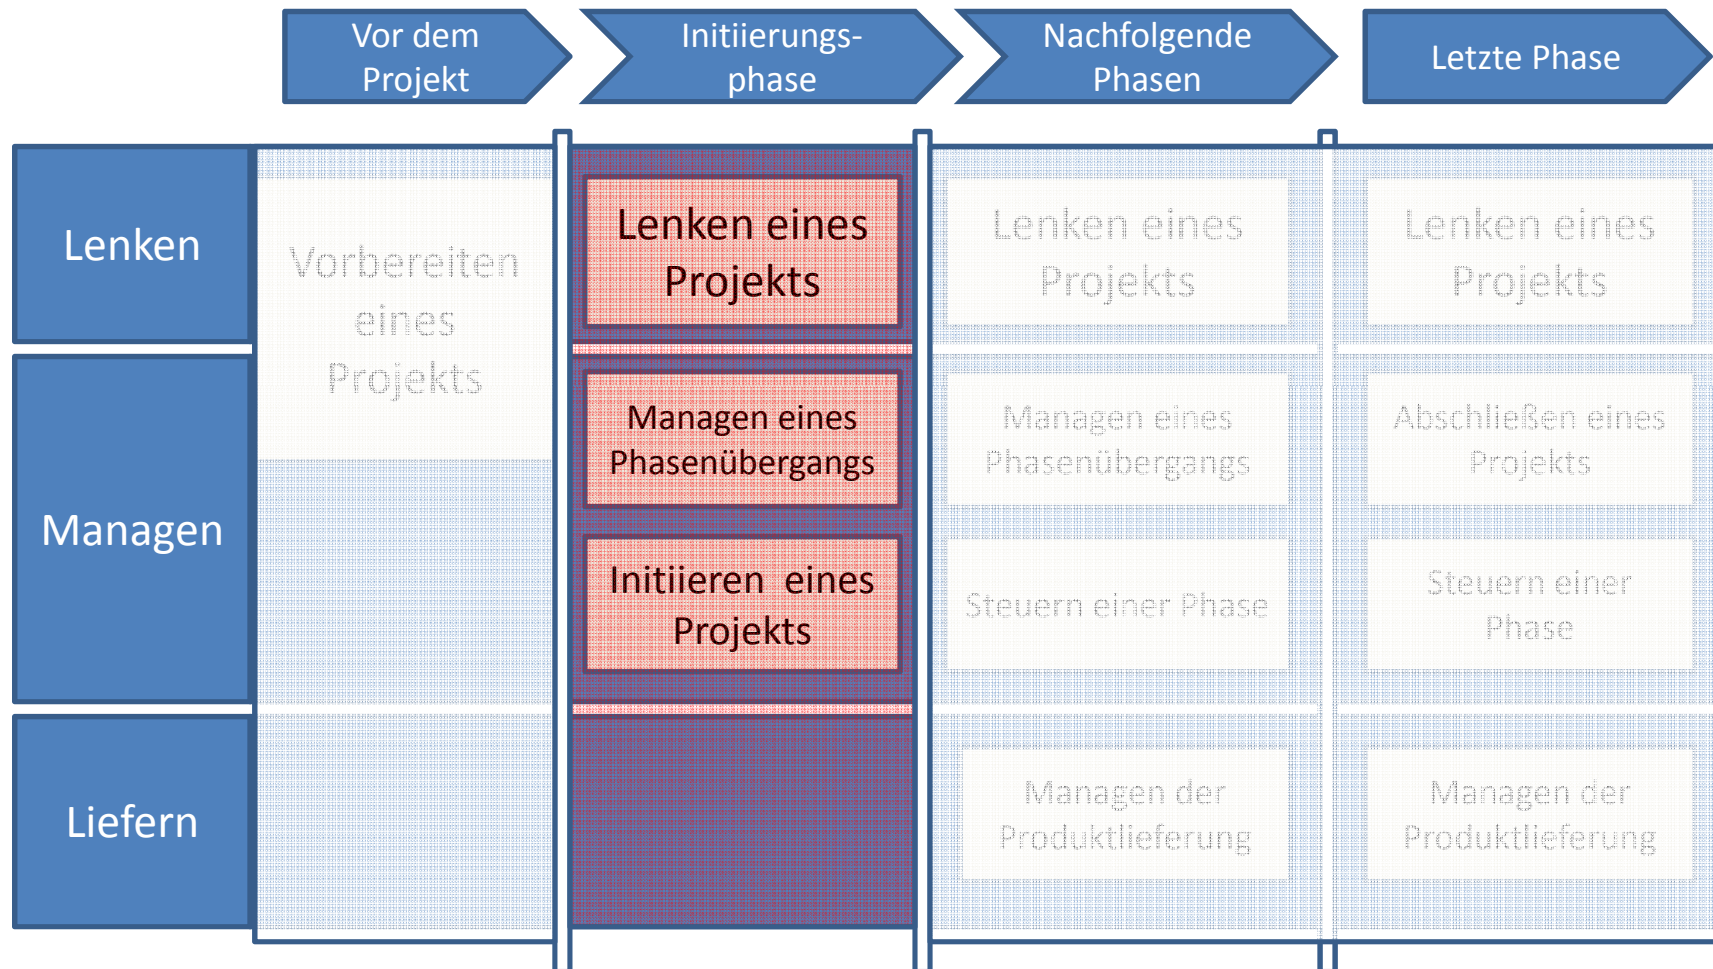 Vor dem
Projekt
Initiierungs-
phase
Nachfolgende
Phasen
Letzte Phase
Lenken
Vorbereiten
eines
Projekts
Lenken eines
Projekts
Lenken eines
Projekts
Lenken eines
Projekts
Managen
Managen eines
Phasenübergangs
Managen eines
Phasenübergangs
Abschließen eines
Projekts
Initiieren eines
Projekts
Steuern einer Phase
Steuern einer
Phase
Liefern
Managen der
Produktlieferung
Managen der
Produktlieferung